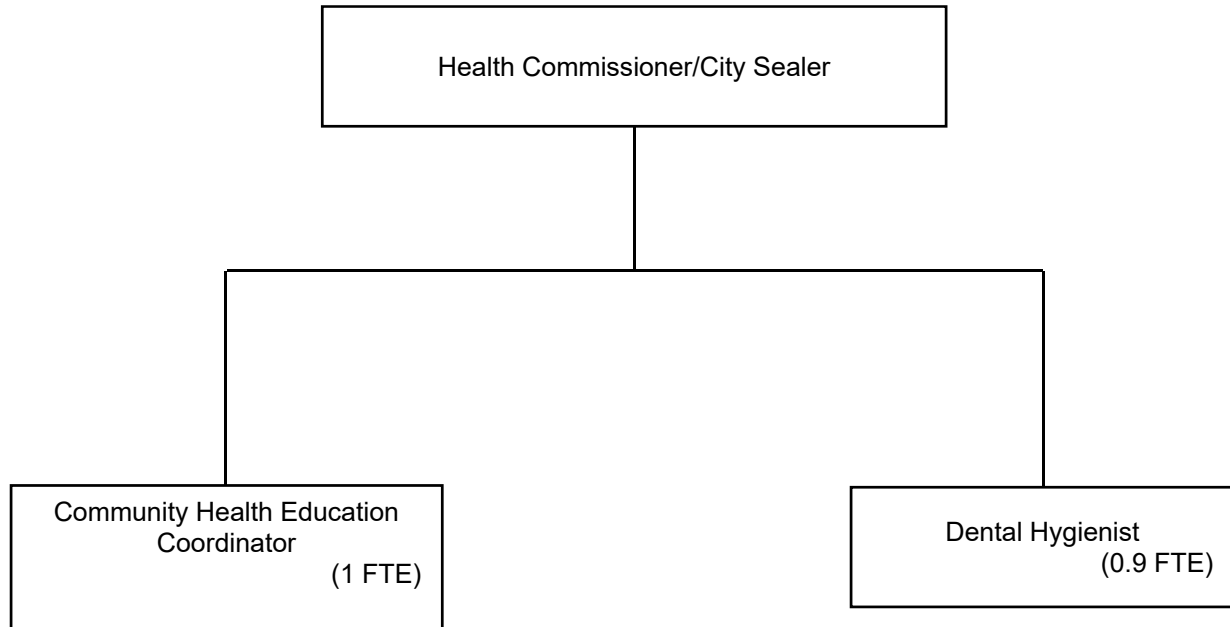 Health Commissioner/City Sealer
Community Health Education
Coordinator
(1 FTE)
Dental Hygienist
(0.9 FTE)